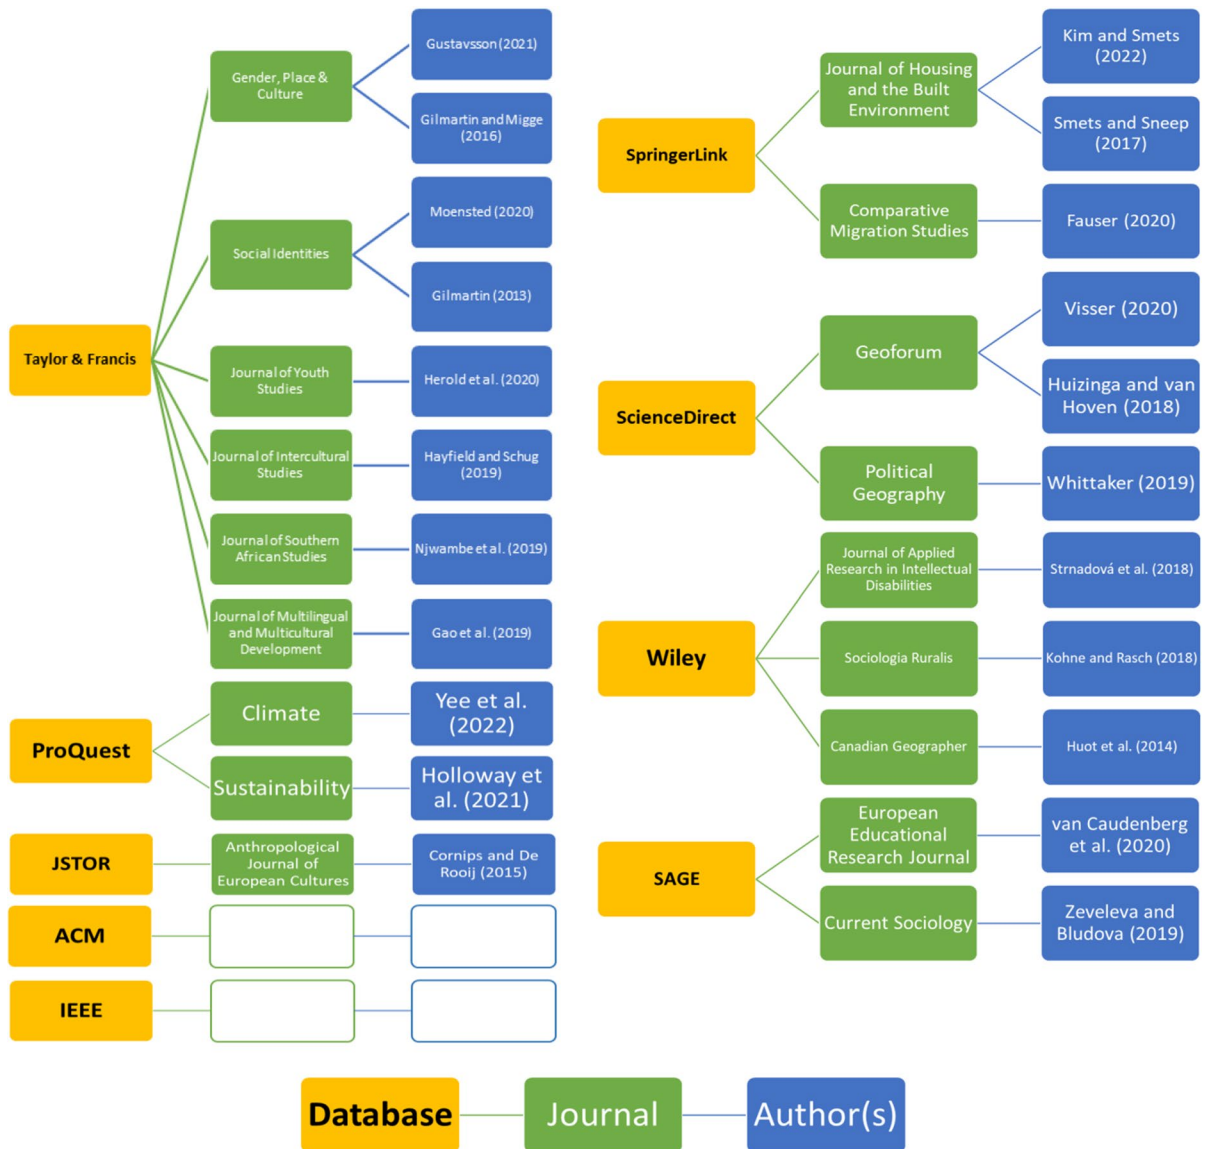 Taylor & Francis
Gender, Place &
Culture
Gustavsson (2021)
Gilmartin and Migge
(2016)
Social Identities
Moensted (2020)
Gilmartin (2013)
Journal of Youth
Studies
Herold et al. (2020)
Journal of Intercultural
Studies
Hayfield and Schug
(2019)
Journal of Southern
African Studies
Njwambe et al. (2019)
Journal of Multilingual
and Multicultural
Development
Gao et al. (2019)
ProQuest
Climate
Yee et al.
(2022)
Sustainability
Holloway et
al. (2021)
JSTOR
Anthropological
Journal of
European Cultures
Cornips and De
Rooij (2015)
ACM
IEEE
SpringerLink
Journal of Housing
and the Built
Environment
Kim and Smets
(2022)
Smets and Sneep
(2017)
Comparative
Migration Studies
Fauser (2020)
ScienceDirect
Geoforum
Visser (2020)
Huizinga and van
Hoven (2018)
Political
Geography
Whittaker (2019)
Wiley
Journal of Applied
Research in Intellectual
Disabilities
Strnadová et al. (2018)
Sociologia Ruralis
Kohne and Rasch (2018)
Canadian Geographer
Huot et al. (2014)
SAGE
European
Educational
Research Journal
van Caudenberg
et al. (2020)
Current Sociology
Zeveleva and
Bludova (2019)
Database
Journal
Author(s)